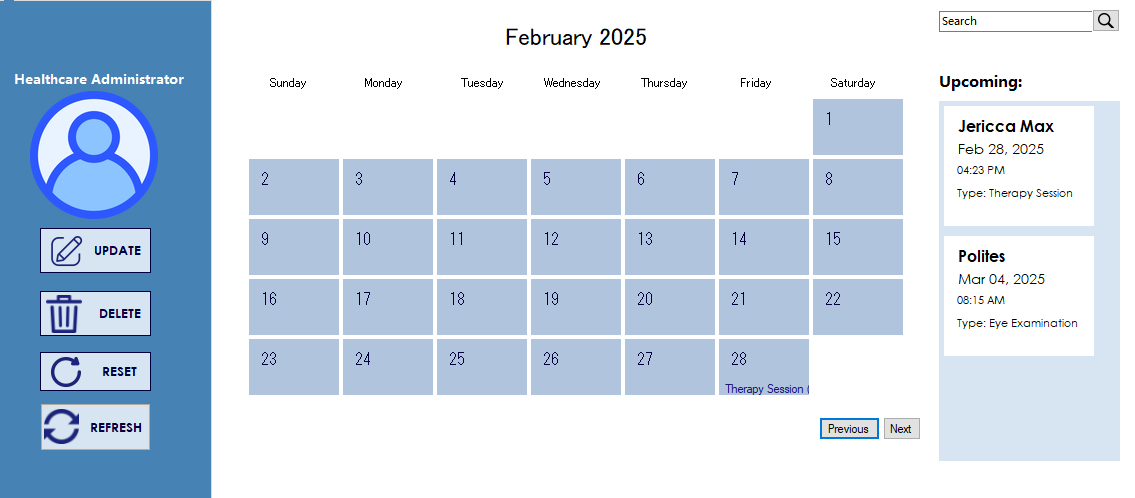 Healthcare Administrator
UPDATE
DELETE
RESET
REFRESH
February 2025
Sunday Monday Tuesday Wednesday Thursday Friday Saturday
1
2 3 4 5 6 7 8
9 10 11 12 13 14 15
16 17 18 19 20 21 22
23 24 25 26 27 28
Therapy Session (
Previous Next
Search
Upcoming:
Jericca Max
Feb 28, 2025
04:23 PM
Type: Therapy Session
Polites
Mar 04, 2025
08:15 AM
Type: Eye Examination